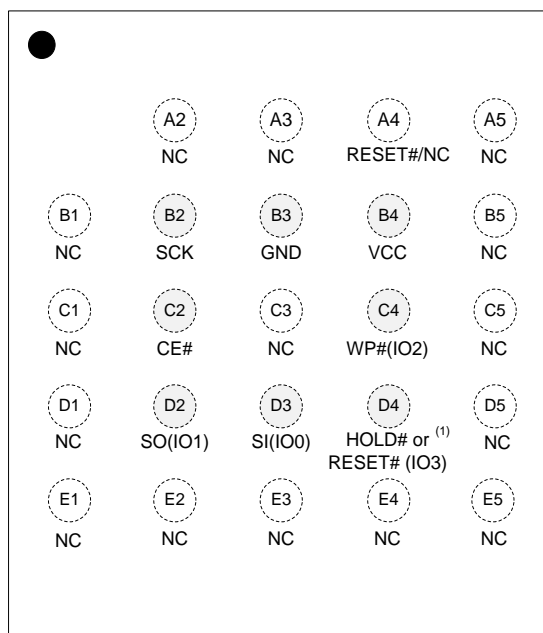 A2 A3 A4 A5
NC NC RESET#/NC NC
B1 B2 B3 B4 B5
NC SCK GND VCC NC
C1 C2 C3 C4 C5
NC CE# NC WP#(IO2) NC
D1 D2 D3 D4 D5
NC SO(IO1) SI(IO0) HOLD# or (1) NC
RESET# (IO3)
E1 E2 E3 E4 E5
NC NC NC NC NC